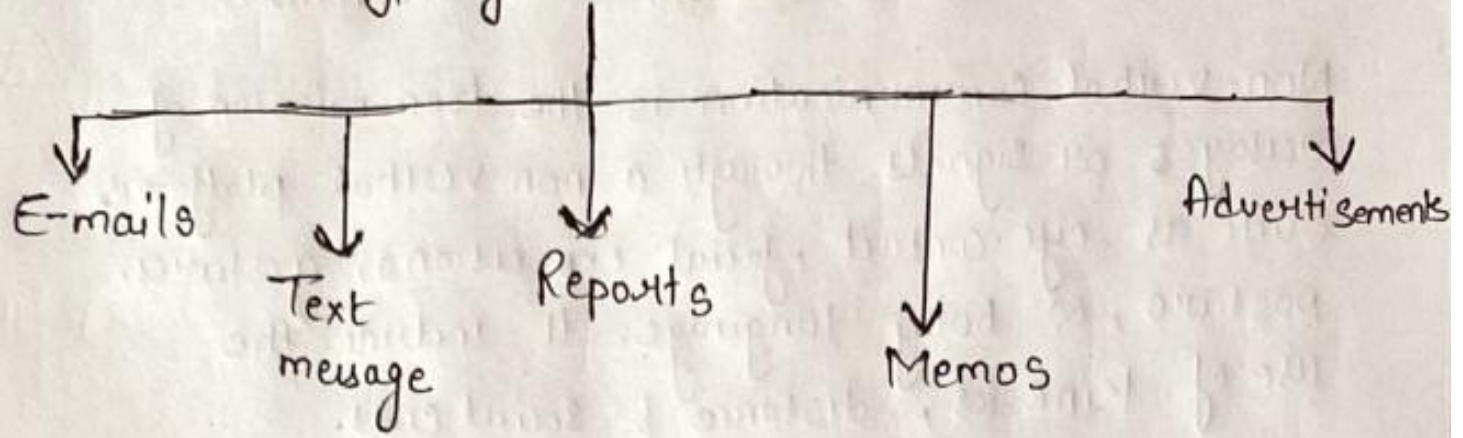 E-mails
Text
message
Reports
Memos
Advertisements